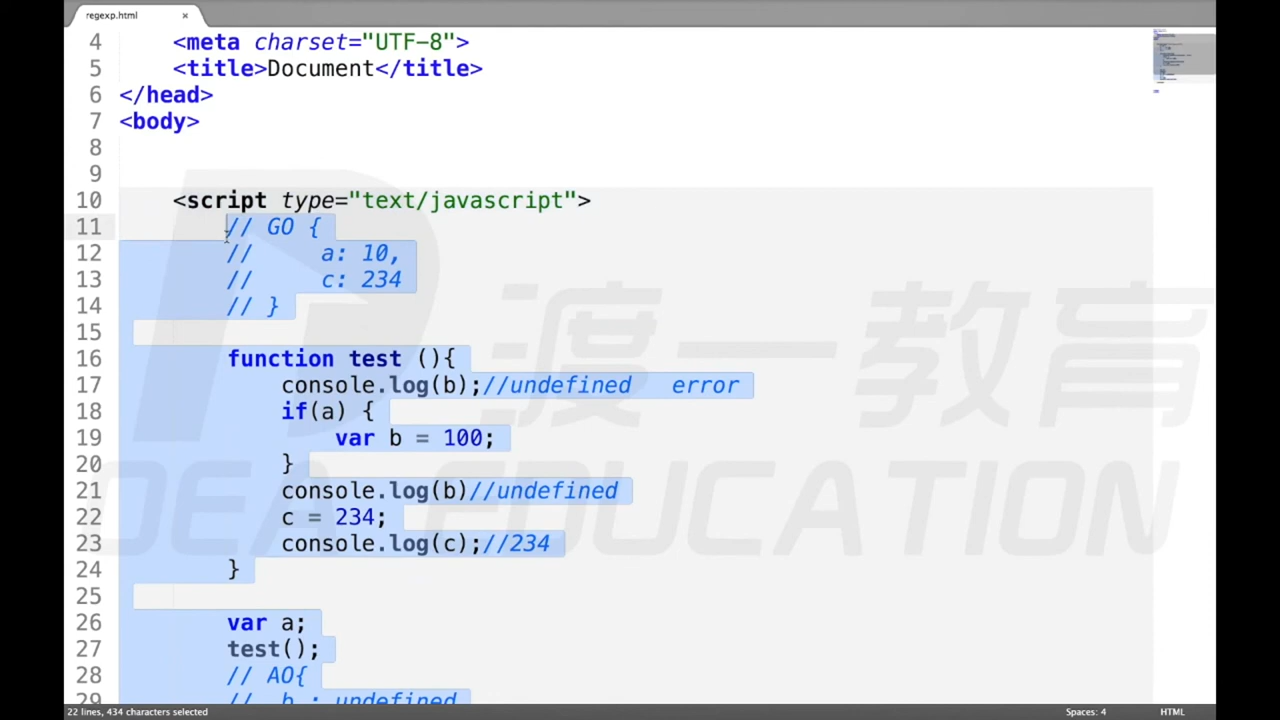 regexp.html ×
4 <meta charset="UTF-8">
5 <title>Document</title>
6 </head>
7 <body>
8
9
10 <script type="text/javascript">
11 // GO {
12 //     a: 10,
13 //     c: 234
14 // }
15
16 function test (){
17 console.log(b);//undefined   error
18 if(a) {
19 var b = 100;
20 }
21 console.log(b)//undefined
22 c = 234;
23 console.log(c);//234
24 }
25
26 var a;
27 test();
28 // AO{
29 //  b : undefined
渡一教育
DEA EDUCATION
22 lines, 434 characters selected
Spaces: 4
HTML